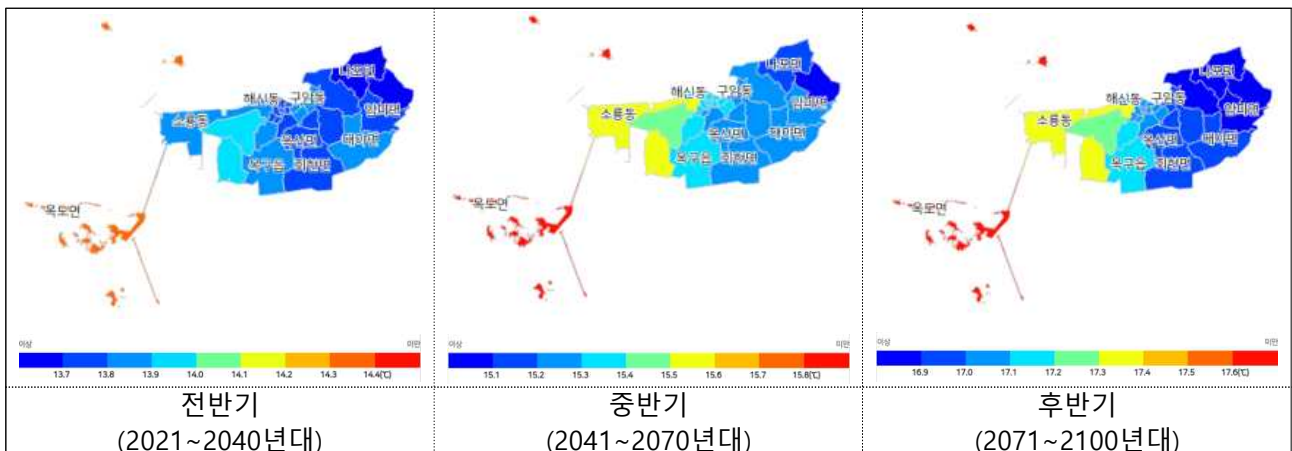 나포면
해신동 구암동 임피면
소룡동
옥산면 대야면
옥구읍 회현면
옥도면
이상 미만
13.7 13.8 13.9 14.0 14.1 14.2 14.3 14.4(℃)
전반기
(2021~2040년대)
나포면
해신동 구암동 임피면
소룡동
옥산면 대야면
옥구읍 회현면
옥도면
이상 미만
15.1 15.2 15.3 15.4 15.5 15.6 15.7 15.8(℃)
중반기
(2041~2070년대)
나포면
해신동 구암동 임피면
소룡동
옥산면 대야면
옥구읍 회현면
옥도면
이상 미만
16.9 17.0 17.1 17.2 17.3 17.4 17.5 17.6(℃)
후반기
(2071~2100년대)